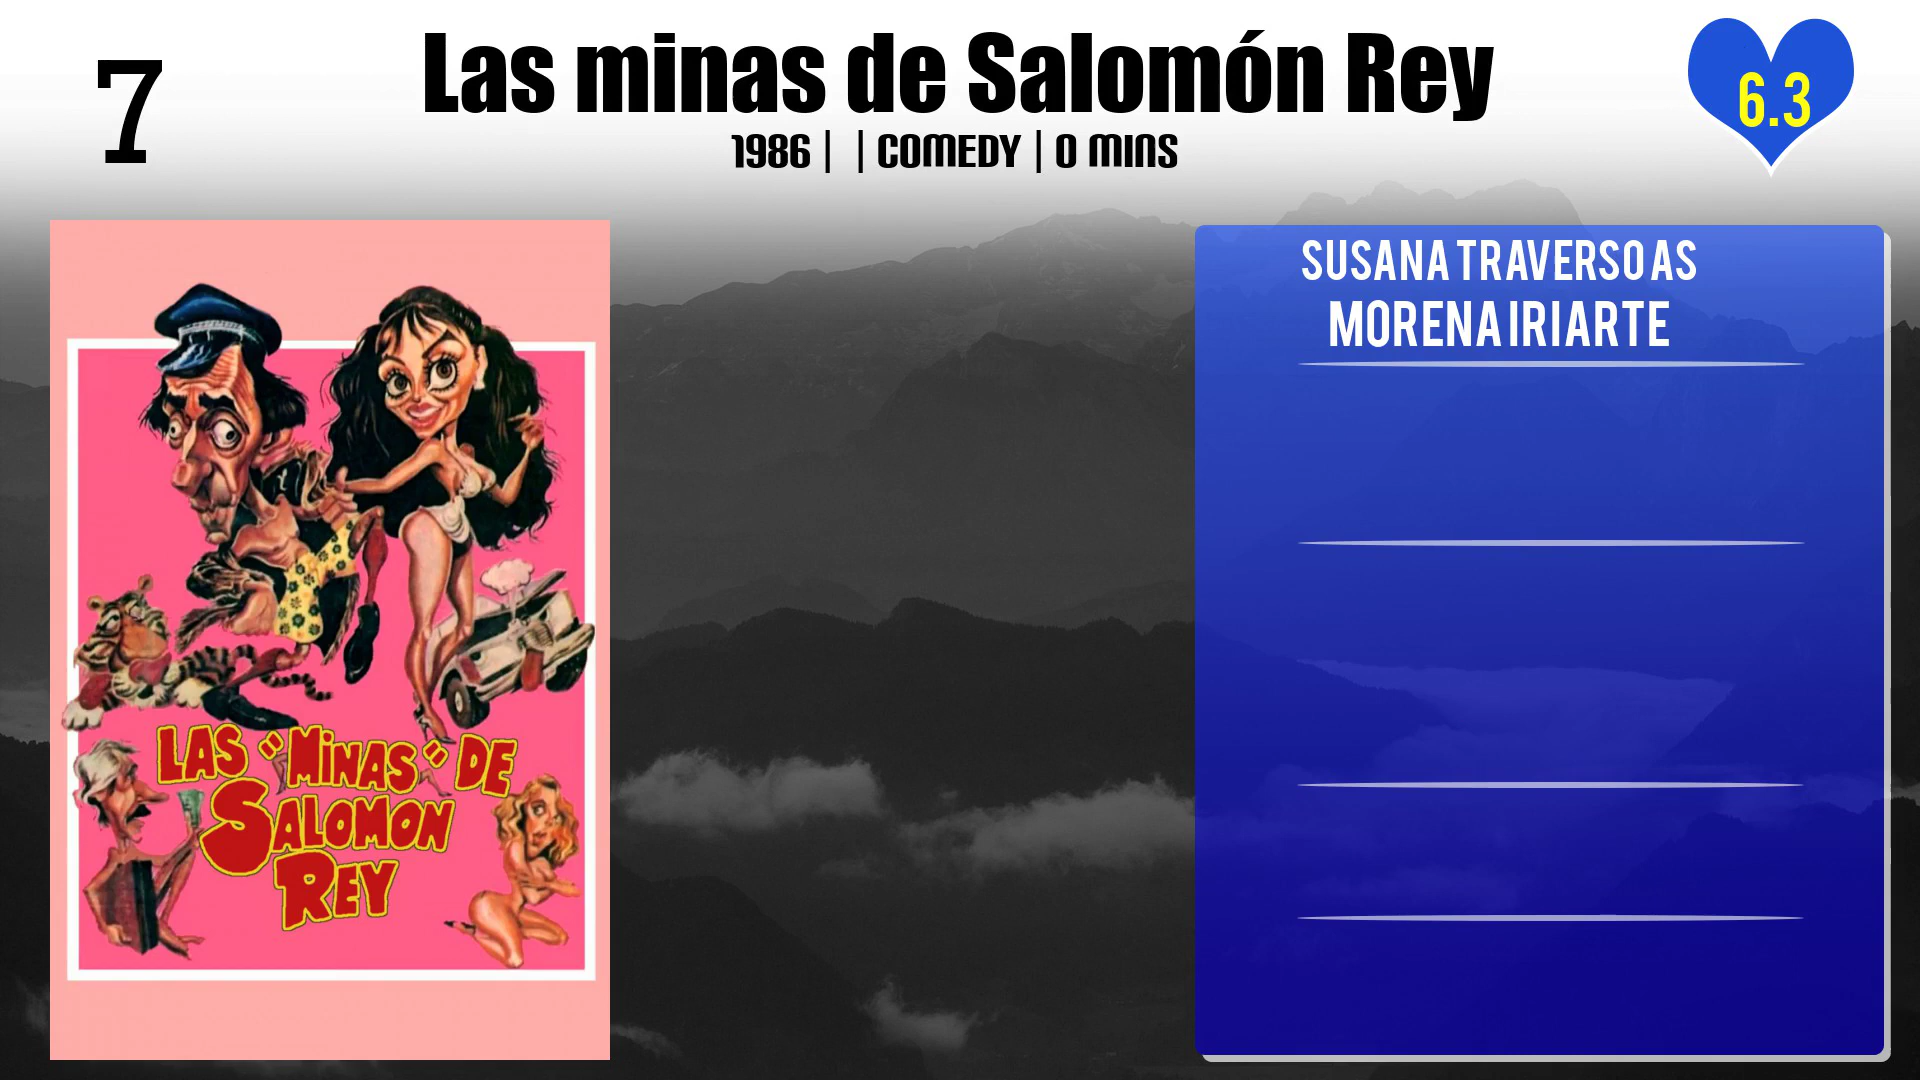 7
Las minas de Salomón Rey
1986 | | COMEDY | 0 MINS
6.3
SUSANA TRAVERSO AS
MORENA IRIARTE
LAS "MiNAS" DE
SALOMON
REY